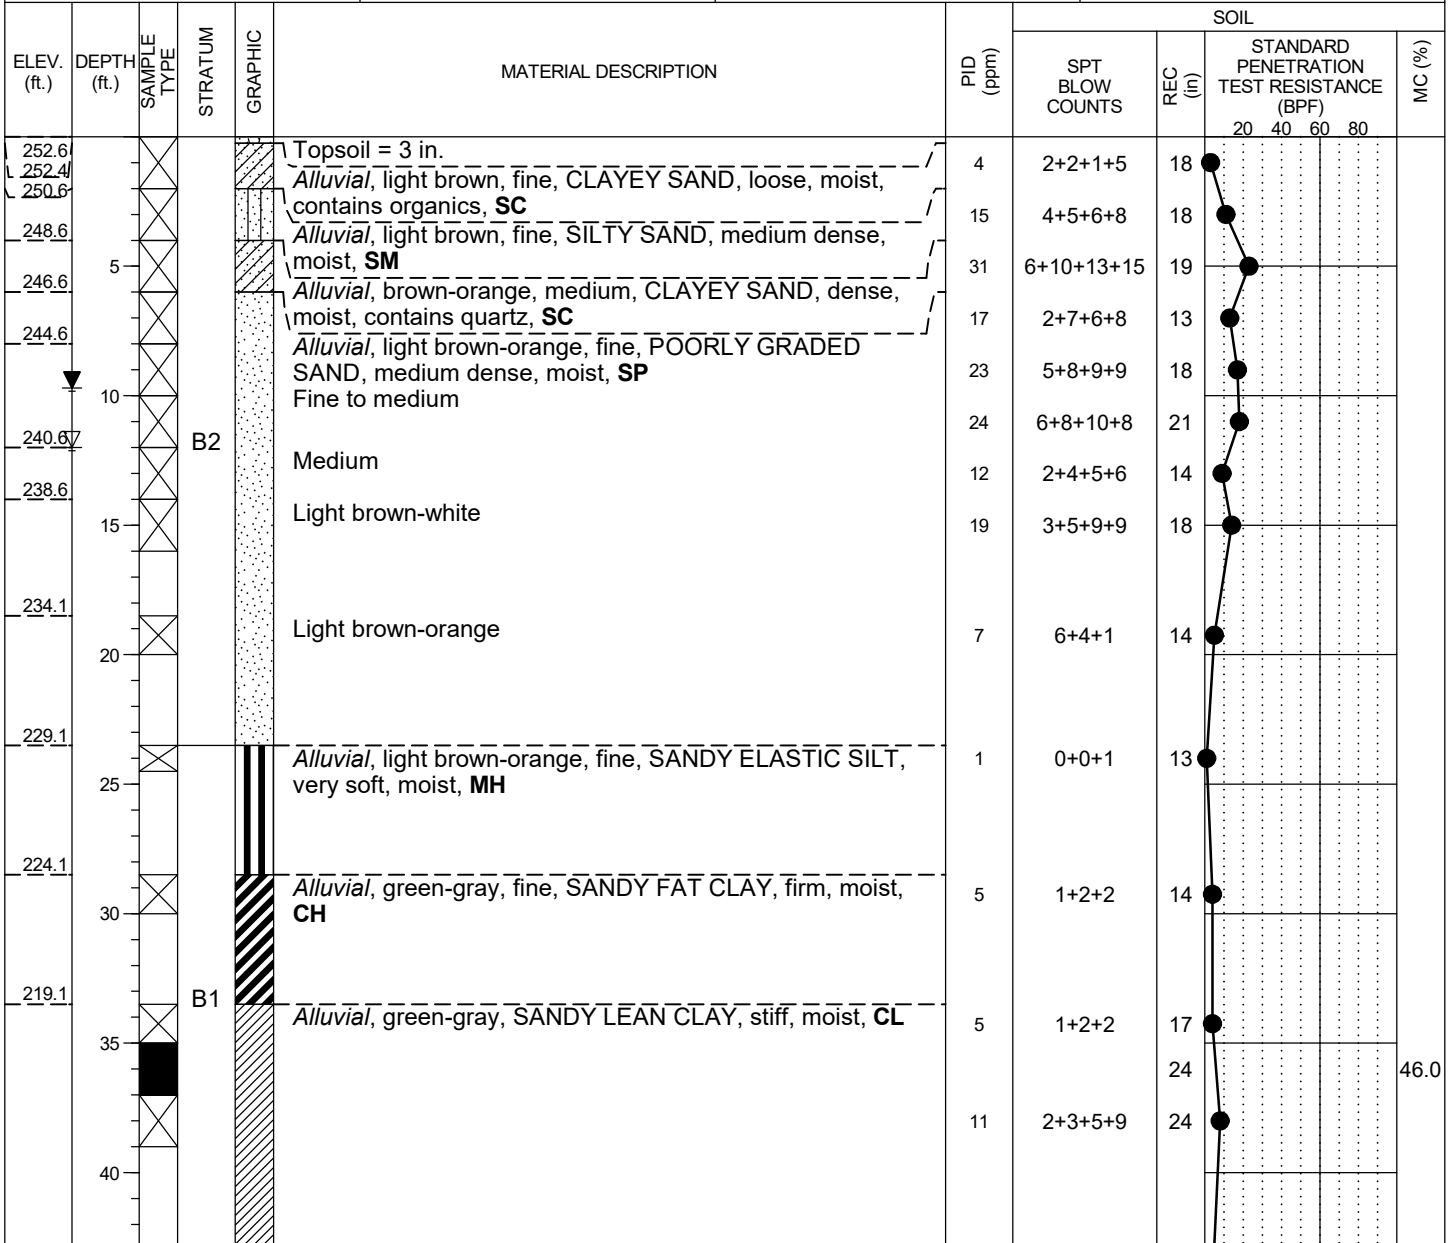 SOIL
ELEV. (ft.)
DEPTH (ft.)
SAMPLE TYPE
STRATUM
GRAPHIC
MATERIAL DESCRIPTION
PID (ppm)
SPT BLOW COUNTS
REC (in)
STANDARD PENETRATION TEST RESISTANCE (BPF)
20 40 60 80
MC (%)
252.6
Topsoil = 3 in.
4 2+2+1+5 18
252.4
Alluvial, light brown, fine, CLAYEY SAND, loose, moist,
250.6
contains organics, SC
15 4+5+6+8 18
248.6
Alluvial, light brown, fine, SILTY SAND, medium dense,
moist, SM
5
31 6+10+13+15 19
246.6
Alluvial, brown-orange, medium, CLAYEY SAND, dense,
moist, contains quartz, SC
17 2+7+6+8 13
244.6
Alluvial, light brown-orange, fine, POORLY GRADED
SAND, medium dense, moist, SP
23 5+8+9+9 18
10
Fine to medium
24 6+8+10+8 21
240.6
B2
Medium
12 2+4+5+6 14
238.6
Light brown-white
15
19 3+5+9+9 18
234.1
Light brown-orange
7 6+4+1 14
20
229.1
Alluvial, light brown-orange, fine, SANDY ELASTIC SILT,
1 0+0+1 13
25
very soft, moist, MH
224.1
Alluvial, green-gray, fine, SANDY FAT CLAY, firm, moist,
5 1+2+2 14
30
CH
219.1
B1
Alluvial, green-gray, SANDY LEAN CLAY, stiff, moist, CL
5 1+2+2 17
35
24 46.0
11 2+3+5+9 24
40